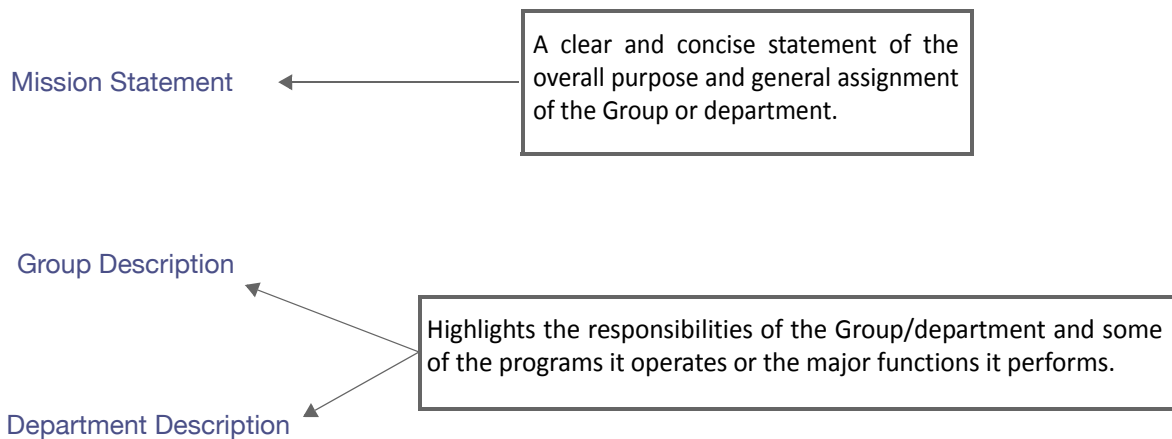 A clear and concise statement of the
overall purpose and general assignment
of the Group or department.
Mission Statement
Group Description
Highlights the responsibilities of the Group/department and some
of the programs it operates or the major functions it performs.
Department Description